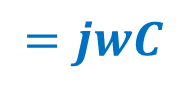 = jwC